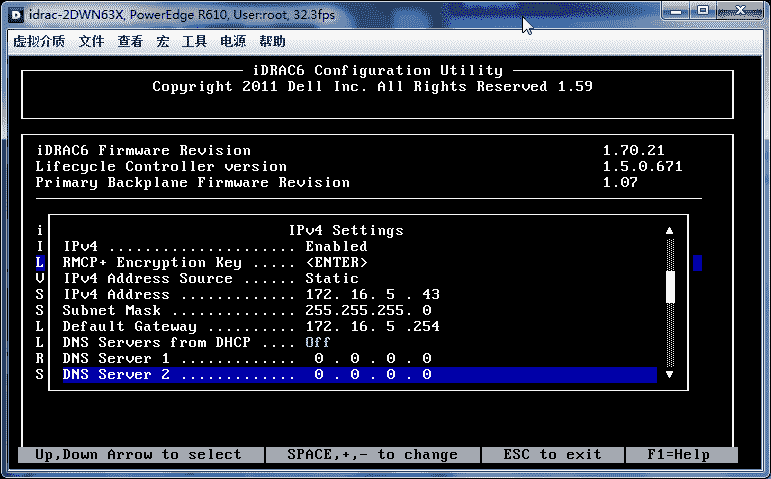 idrac-2DWN63X, PowerEdge R610, User:root, 32.3fps
虚拟介质 文件 查看 宏 工具 电源 帮助
iDRAC6 Configuration Utility
Copyright 2011 Dell Inc. All Rights Reserved 1.59
iDRAC6 Firmware Revision 1.70.21
Lifecycle Controller version 1.5.0.671
Primary Backplane Firmware Revision 1.07
i IPv4 Settings
I IPv4 ..................... Enabled
L RMCP+ Encryption Key ..... <ENTER>
V IPv4 Address Source ...... Static
S IPv4 Address ............. 172. 16. 5 . 43
S Subnet Mask .............. 255.255.255. 0
L Default Gateway .......... 172. 16. 5 .254
L DNS Servers from DHCP .... Off
R DNS Server 1 ............. 0 . 0 . 0 . 0
S DNS Server 2 ............. 0 . 0 . 0 . 0
Up,Down Arrow to select SPACE,+,- to change ESC to exit F1=Help